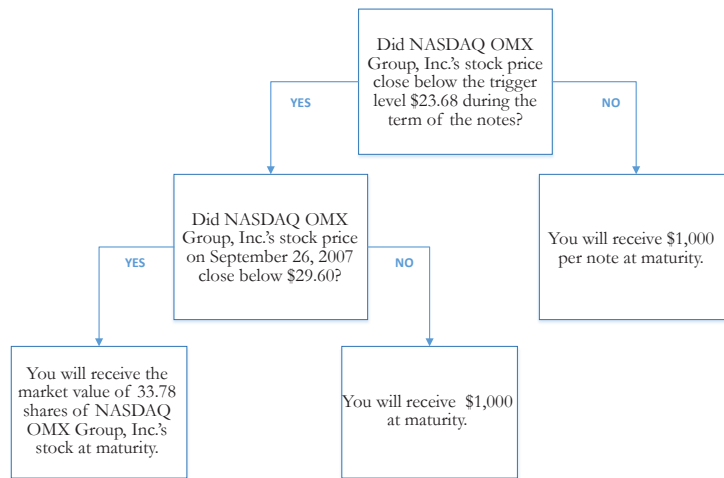 Did NASDAQ OMX
Group, Inc.'s stock price
close below the trigger
level $23.68 during the
term of the notes?
YES
NO
Did NASDAQ OMX
Group, Inc.'s stock price
on September 26, 2007
close below $29.60?
You will receive $1,000
per note at maturity.
YES
NO
You will receive the
market value of 33.78
shares of NASDAQ
OMX Group, Inc.'s
stock at maturity.
You will receive $1,000
at maturity.